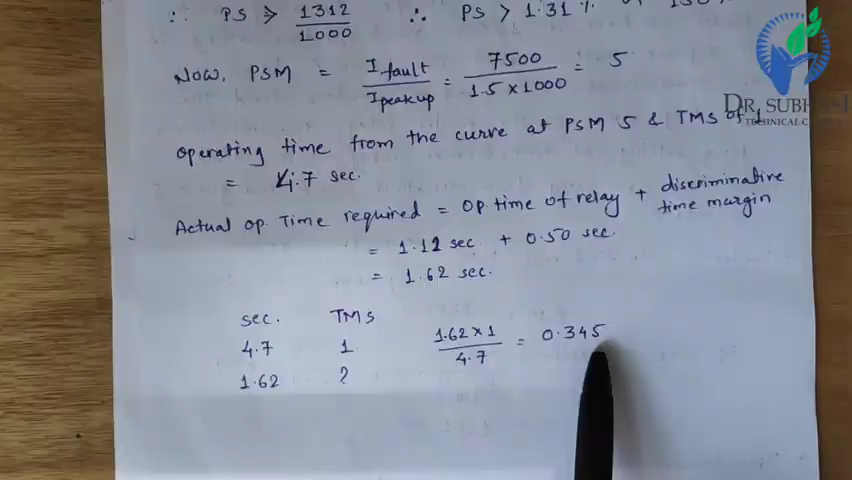 ∴ PS ⩾ 1312/1000 ∴ PS > 1.31%
Now, PSM = Ifault/Ipeakup = 7500/1.5×1000 = 5
Operating time from the curve at PSM 5 & TMS of 1
= 4.7 sec.
Actual op. Time required = op. time of relay + discriminative time margin
= 1.12 sec + 0.50 sec.
= 1.62 sec.
sec. TMS
4.7 1
1.62 ?
1.62×1/4.7 = 0.345
DR. SUBH
TECHNICAL C